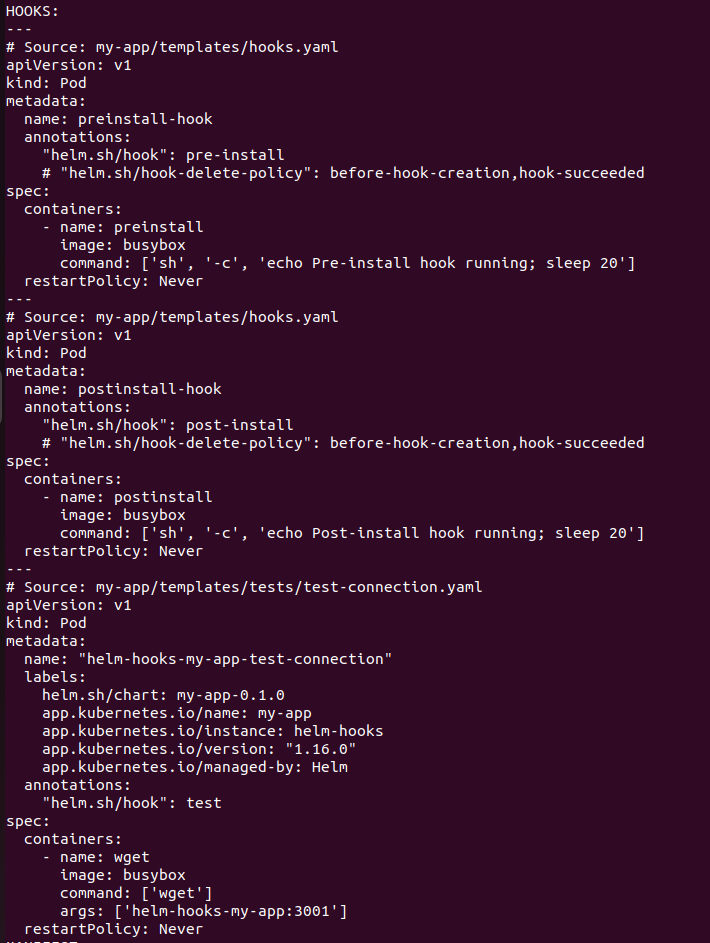 HOOKS:
---
# Source: my-app/templates/hooks.yaml
apiVersion: v1
kind: Pod
metadata:
  name: preinstall-hook
  annotations:
    "helm.sh/hook": pre-install
    # "helm.sh/hook-delete-policy": before-hook-creation,hook-succeeded
spec:
  containers:
    - name: preinstall
      image: busybox
      command: ['sh', '-c', 'echo Pre-install hook running; sleep 20']
  restartPolicy: Never
---
# Source: my-app/templates/hooks.yaml
apiVersion: v1
kind: Pod
metadata:
  name: postinstall-hook
  annotations:
    "helm.sh/hook": post-install
    # "helm.sh/hook-delete-policy": before-hook-creation,hook-succeeded
spec:
  containers:
    - name: postinstall
      image: busybox
      command: ['sh', '-c', 'echo Post-install hook running; sleep 20']
  restartPolicy: Never
---
# Source: my-app/templates/tests/test-connection.yaml
apiVersion: v1
kind: Pod
metadata:
  name: "helm-hooks-my-app-test-connection"
  labels:
    helm.sh/chart: my-app-0.1.0
    app.kubernetes.io/name: my-app
    app.kubernetes.io/instance: helm-hooks
    app.kubernetes.io/version: "1.16.0"
    app.kubernetes.io/managed-by: Helm
  annotations:
    "helm.sh/hook": test
spec:
  containers:
    - name: wget
      image: busybox
      command: ['wget']
      args: ['helm-hooks-my-app:3001']
  restartPolicy: Never